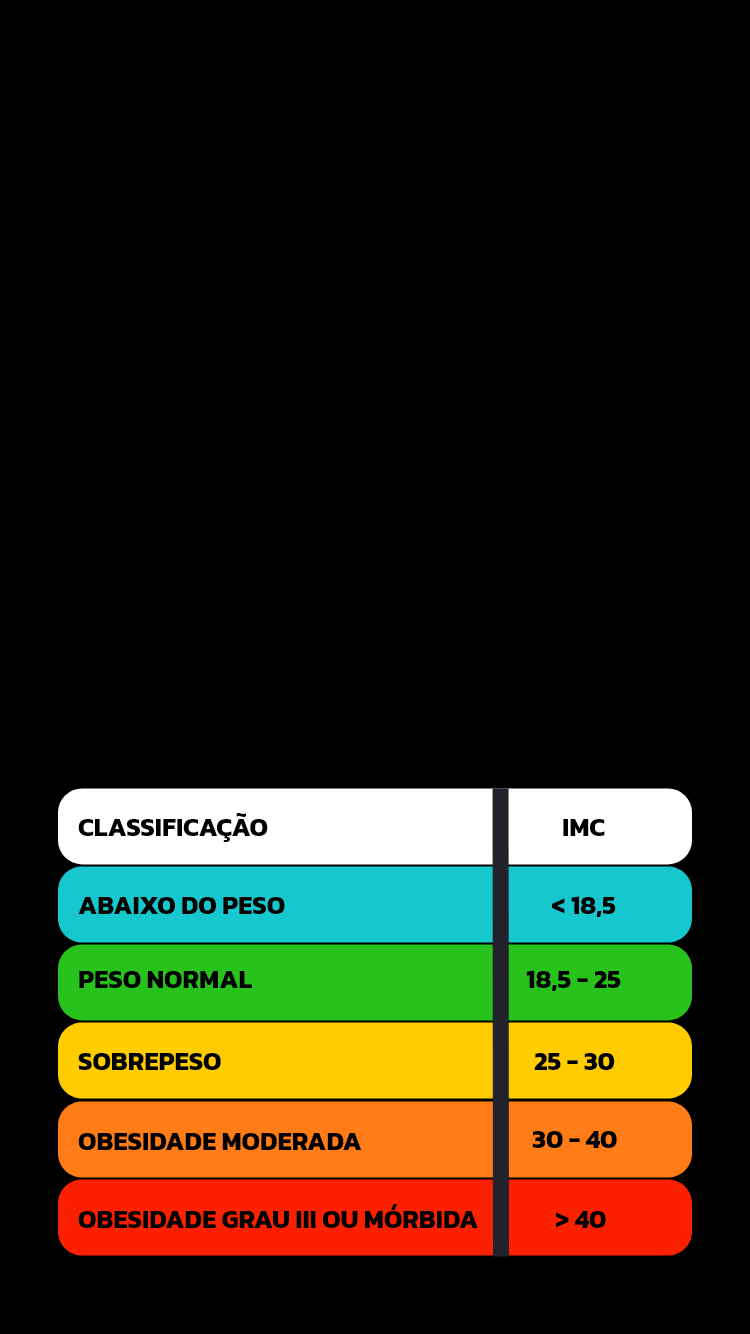 CLASSIFICAÇÃO IMC
ABAIXO DO PESO < 18,5
PESO NORMAL 18,5 - 25
SOBREPESO 25 - 30
OBESIDADE MODERADA 30 - 40
OBESIDADE GRAU III OU MÓRBIDA > 40